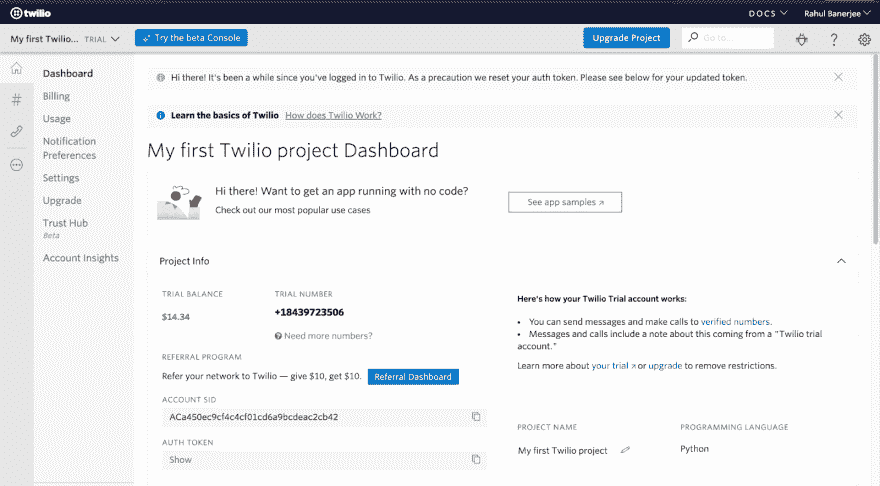 twilio
DOCS
Rahul Banerjee
My first Twilio... TRIAL
Try the beta Console
Upgrade Project
Go to...
Dashboard
Billing
Usage
Notification
Preferences
Settings
Upgrade
Trust Hub
Beta
Account Insights
Hi there! It's been a while since you've logged in to Twilio. As a precaution we reset your auth token. Please see below for your updated token.
Learn the basics of Twilio How does Twilio Work?
My first Twilio project Dashboard
Hi there! Want to get an app running with no code?
Check out our most popular use cases
See app samples
Project Info
TRIAL BALANCE
$14.34
TRIAL NUMBER
+18439723506
Need more numbers?
REFERRAL PROGRAM
Refer your network to Twilio — give $10, get $10.
Referral Dashboard
ACCOUNT SID
ACa450ec9cf4c4cf01cd6a9bcdeac2cb42
AUTH TOKEN
Show
Here's how your Twilio Trial account works:
• You can send messages and make calls to verified numbers.
• Messages and calls include a note about this coming from a "Twilio trial
account."
Learn more about your trial or upgrade to remove restrictions.
PROJECT NAME
My first Twilio project
PROGRAMMING LANGUAGE
Python